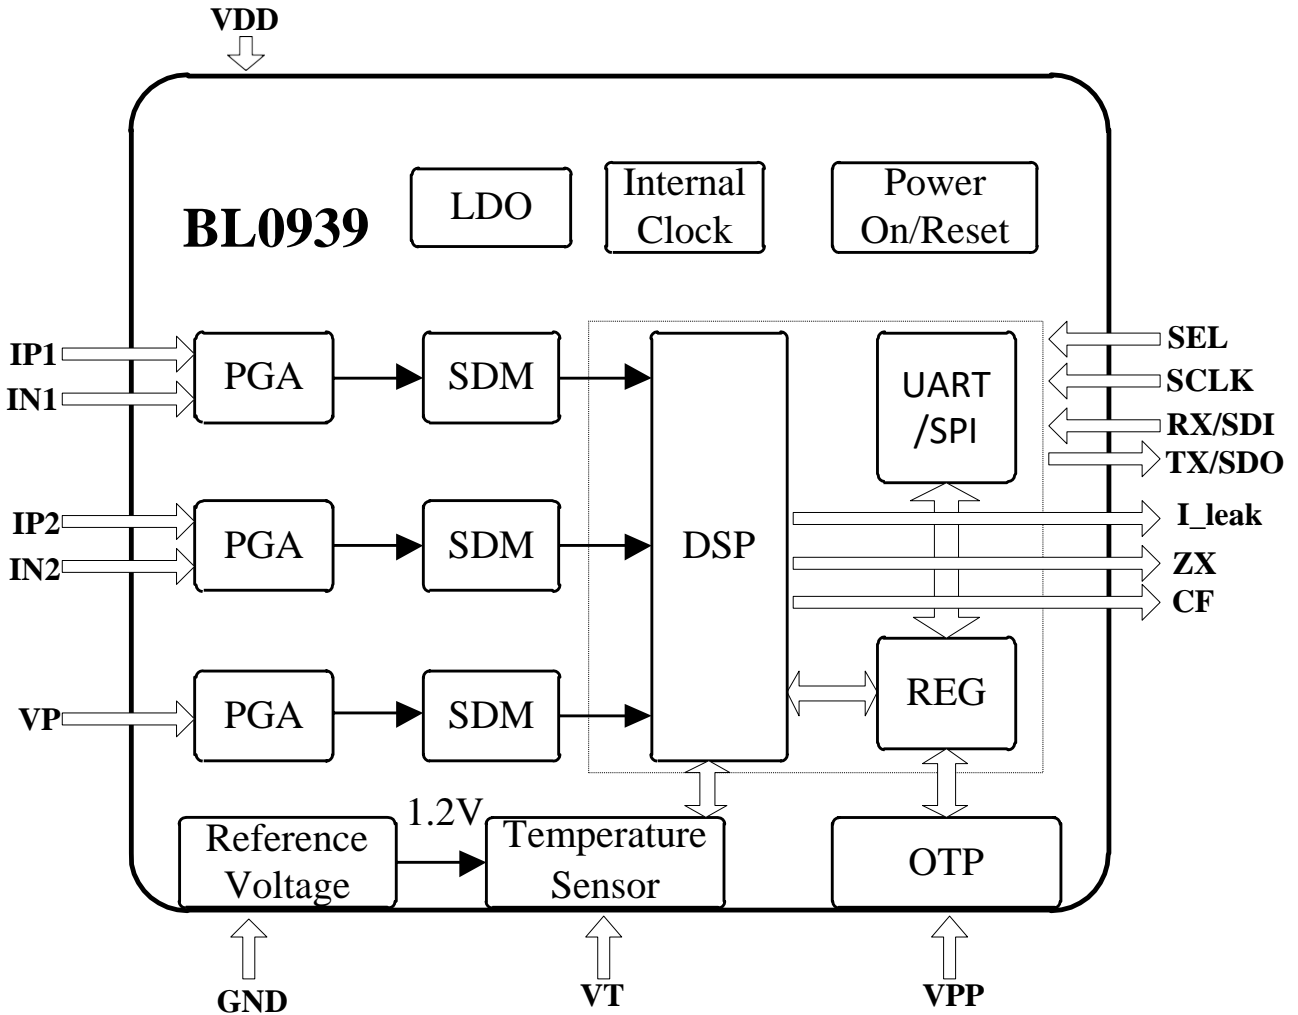 VDD
BL0939
LDO
Internal
Clock
Power
On/Reset
IP1
IN1
PGA
SDM
IP2
IN2
PGA
SDM
VP
PGA
SDM
DSP
UART
/SPI
REG
SEL
SCLK
RX/SDI
TX/SDO
I_leak
ZX
CF
Reference
Voltage
1.2V
Temperature
Sensor
OTP
GND
VT
VPP